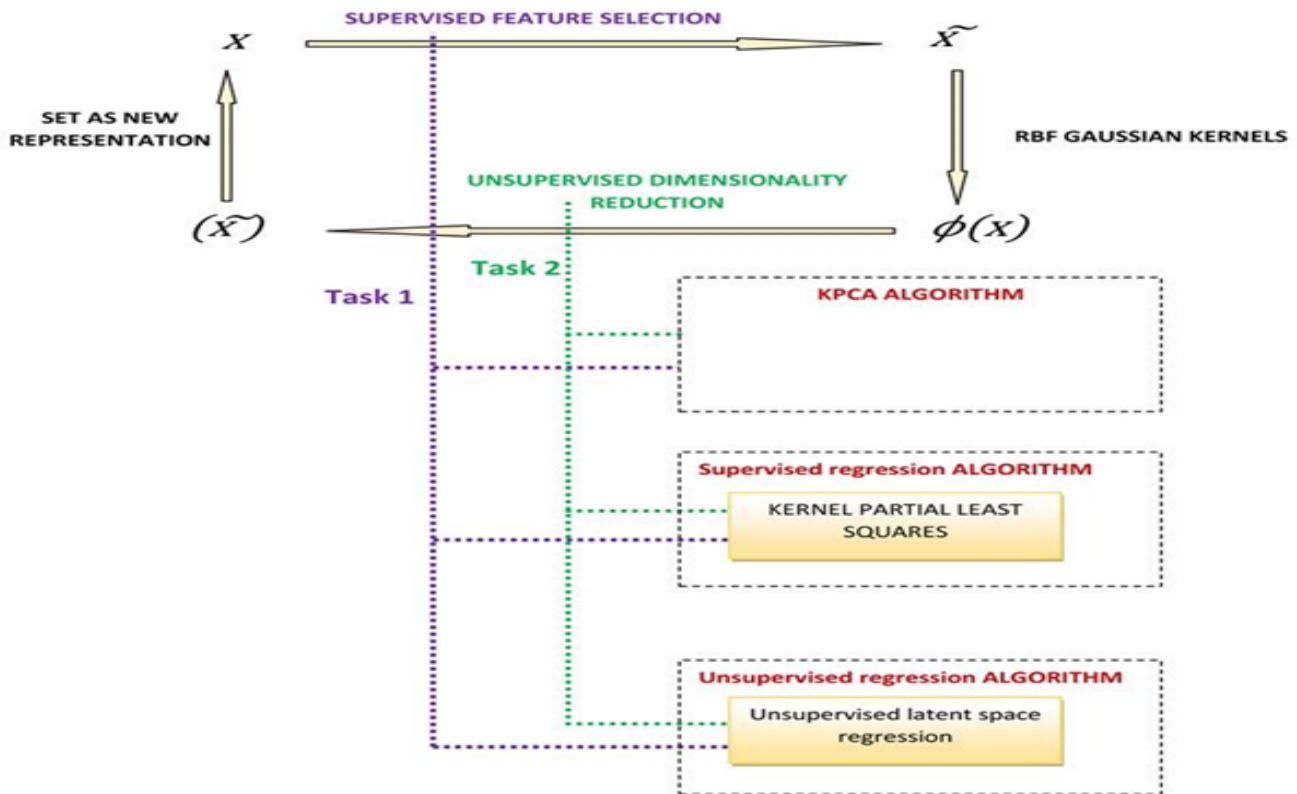 SUPERVISED FEATURE SELECTION
x
x̃
SET AS NEW
REPRESENTATION
RBF GAUSSIAN KERNELS
UNSUPERVISED DIMENSIONALITY
REDUCTION
(x̃)
ϕ(x)
Task 2
Task 1
KPCA ALGORITHM
Supervised regression ALGORITHM
KERNEL PARTIAL LEAST
SQUARES
Unsupervised regression ALGORITHM
Unsupervised latent space
regression